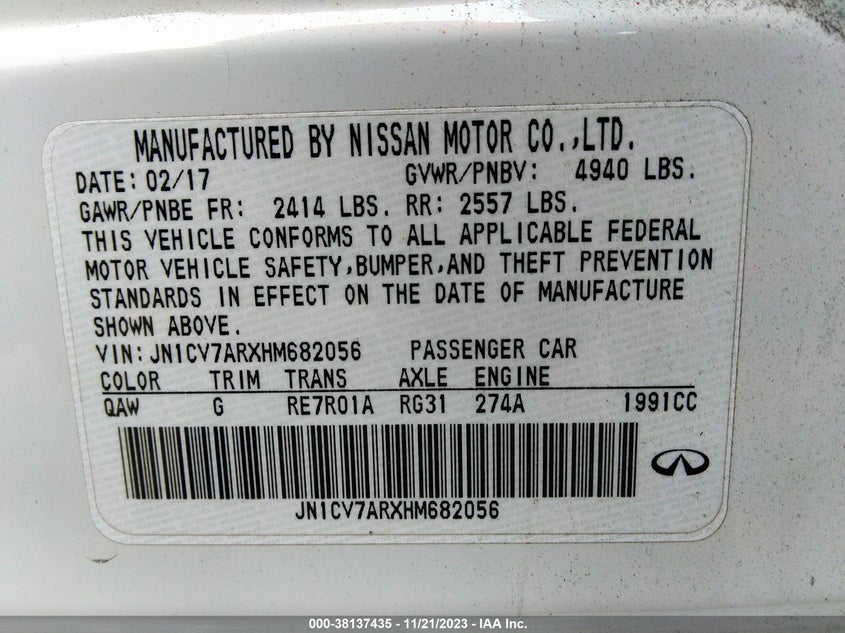 MANUFACTURED BY NISSAN MOTOR CO.,LTD.
DATE: 02/17 GVWR/PNBV: 4940 LBS.
GAWR/PNBE FR: 2414 LBS. RR: 2557 LBS.
THIS VEHICLE CONFORMS TO ALL APPLICABLE FEDERAL
MOTOR VEHICLE SAFETY,BUMPER,AND THEFT PREVENTION
STANDARDS IN EFFECT ON THE DATE OF MANUFACTURE
SHOWN ABOVE.
VIN: JN1CV7ARXHM682056 PASSENGER CAR
COLOR TRIM TRANS AXLE ENGINE
QAW G RE7R01A RG31 274A 1991CC
JN1CV7ARXHM682056
000-38137435 - 11/21/2023 - IAA Inc.